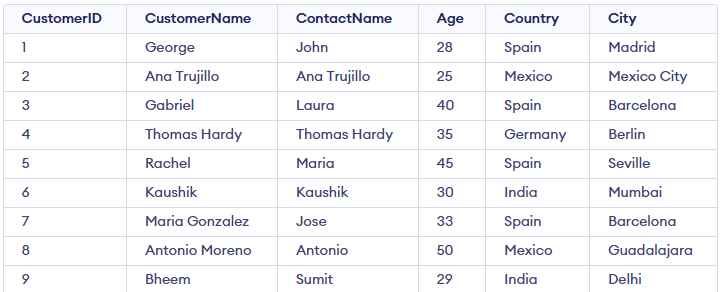 CustomerID CustomerName ContactName Age Country City
1 George John 28 Spain Madrid
2 Ana Trujillo Ana Trujillo 25 Mexico Mexico City
3 Gabriel Laura 40 Spain Barcelona
4 Thomas Hardy Thomas Hardy 35 Germany Berlin
5 Rachel Maria 45 Spain Seville
6 Kaushik Kaushik 30 India Mumbai
7 Maria Gonzalez Jose 33 Spain Barcelona
8 Antonio Moreno Antonio 50 Mexico Guadalajara
9 Bheem Sumit 29 India Delhi